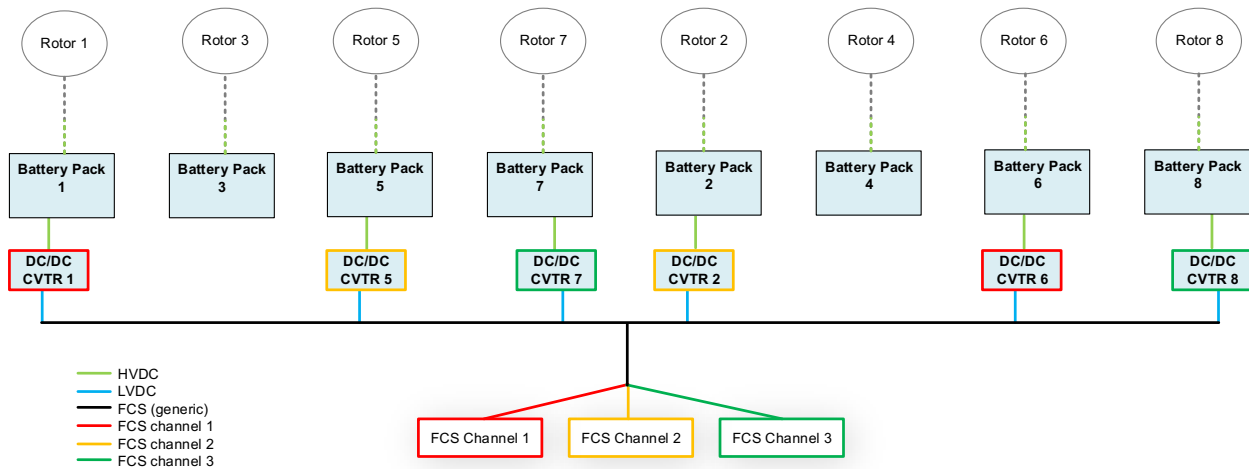 Rotor 1
Rotor 3
Rotor 5
Rotor 7
Rotor 2
Rotor 4
Rotor 6
Rotor 8
Battery Pack
1
Battery Pack
3
Battery Pack
5
Battery Pack
7
Battery Pack
2
Battery Pack
4
Battery Pack
6
Battery Pack
8
DC/DC
CVTR 1
DC/DC
CVTR 5
DC/DC
CVTR 7
DC/DC
CVTR 2
DC/DC
CVTR 6
DC/DC
CVTR 8
HVDC
LVDC
FCS (generic)
FCS channel 1
FCS channel 2
FCS channel 3
FCS Channel 1
FCS Channel 2
FCS Channel 3